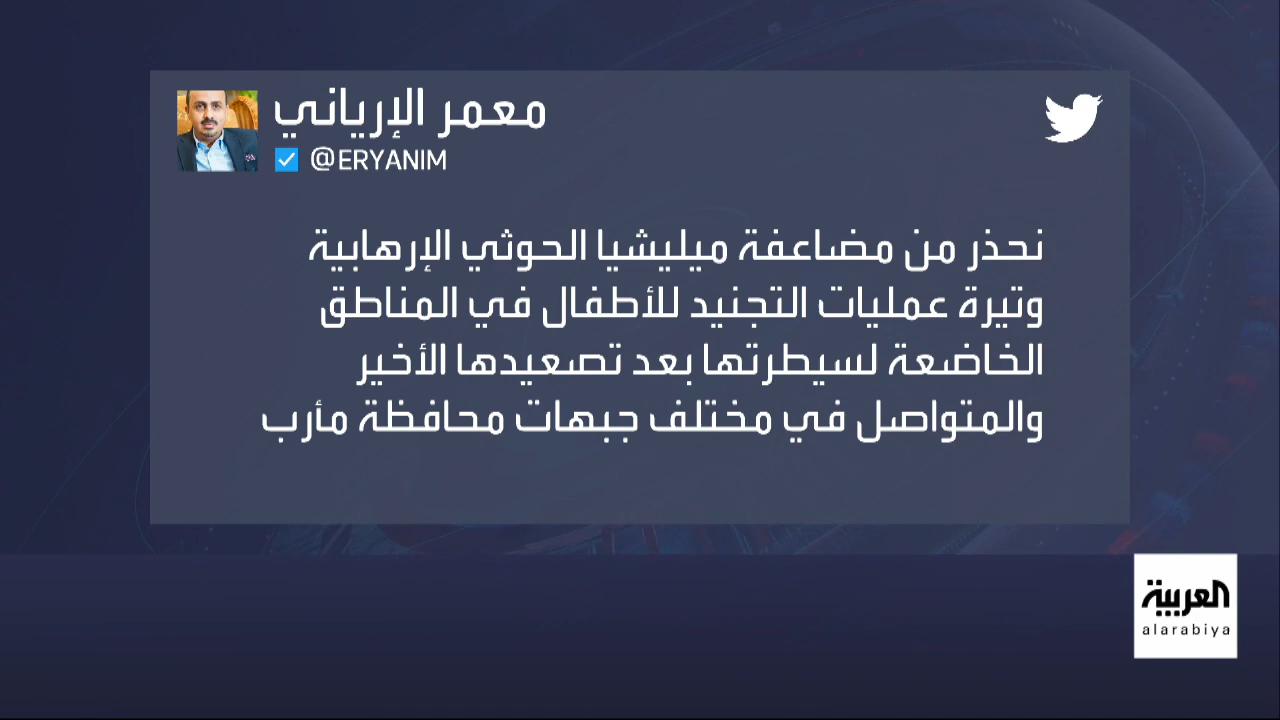 معمر الإرياني
@ERYANIM
نحذر من مضاعفة ميليشيا الحوثي الإرهابية
وتيرة عمليات التجنيد للأطفال في المناطق
الخاضعة لسيطرتها بعد تصعيدها الأخير
والمتواصل في مختلف جبهات محافظة مأرب
العربية
alarabiya